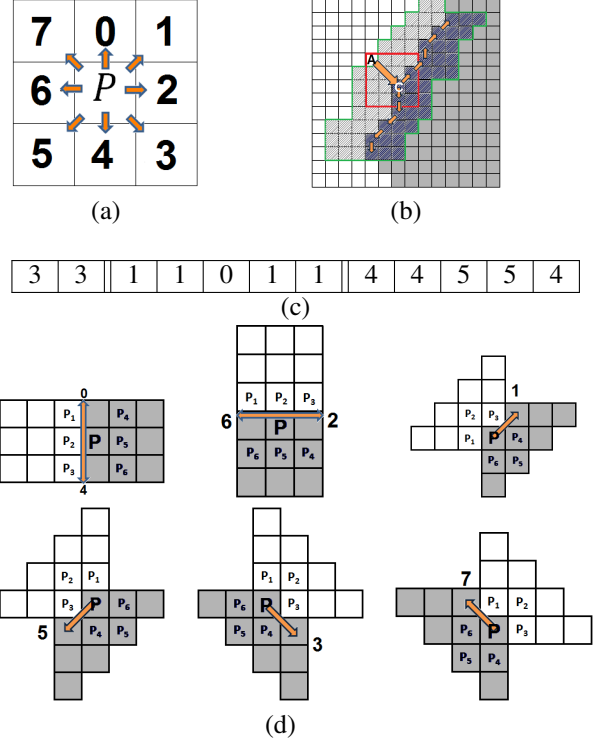 7 0 1
6 P 2
5 4 3
(a)
A
C
(b)
3 3 1 1 0 1 1 4 4 5 5 4
(c)
0
P1 P4
P2 P P5
P3 P6
4
P1 P2 P3
6 2
P
P6 P5 P4
1
P2 P3
P1 P P4
P6 P5
P2 P1
P3 P P6
5 P4 P5
P1 P2
P6 P P3
P5 P4 3
7
P1 P2
P6 P P3
P5 P4
(d)